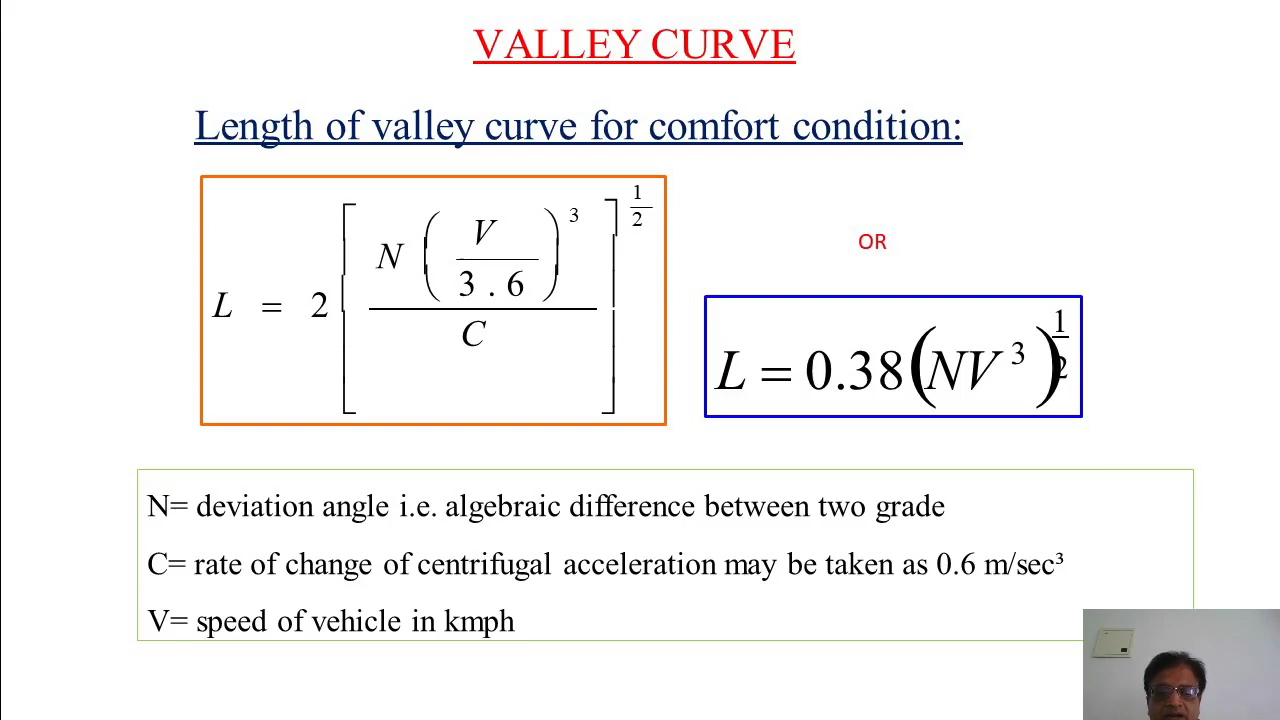 VALLEY CURVE
Length of valley curve for comfort condition:
L = 2 [ N ( V / 3 . 6 ) ³ / C ] ^ 1/2
OR
L = 0.38 ( NV ³ ) ^ 1/2
N= deviation angle i.e. algebraic difference between two grade
C= rate of change of centrifugal acceleration may be taken as 0.6 m/sec³
V= speed of vehicle in kmph